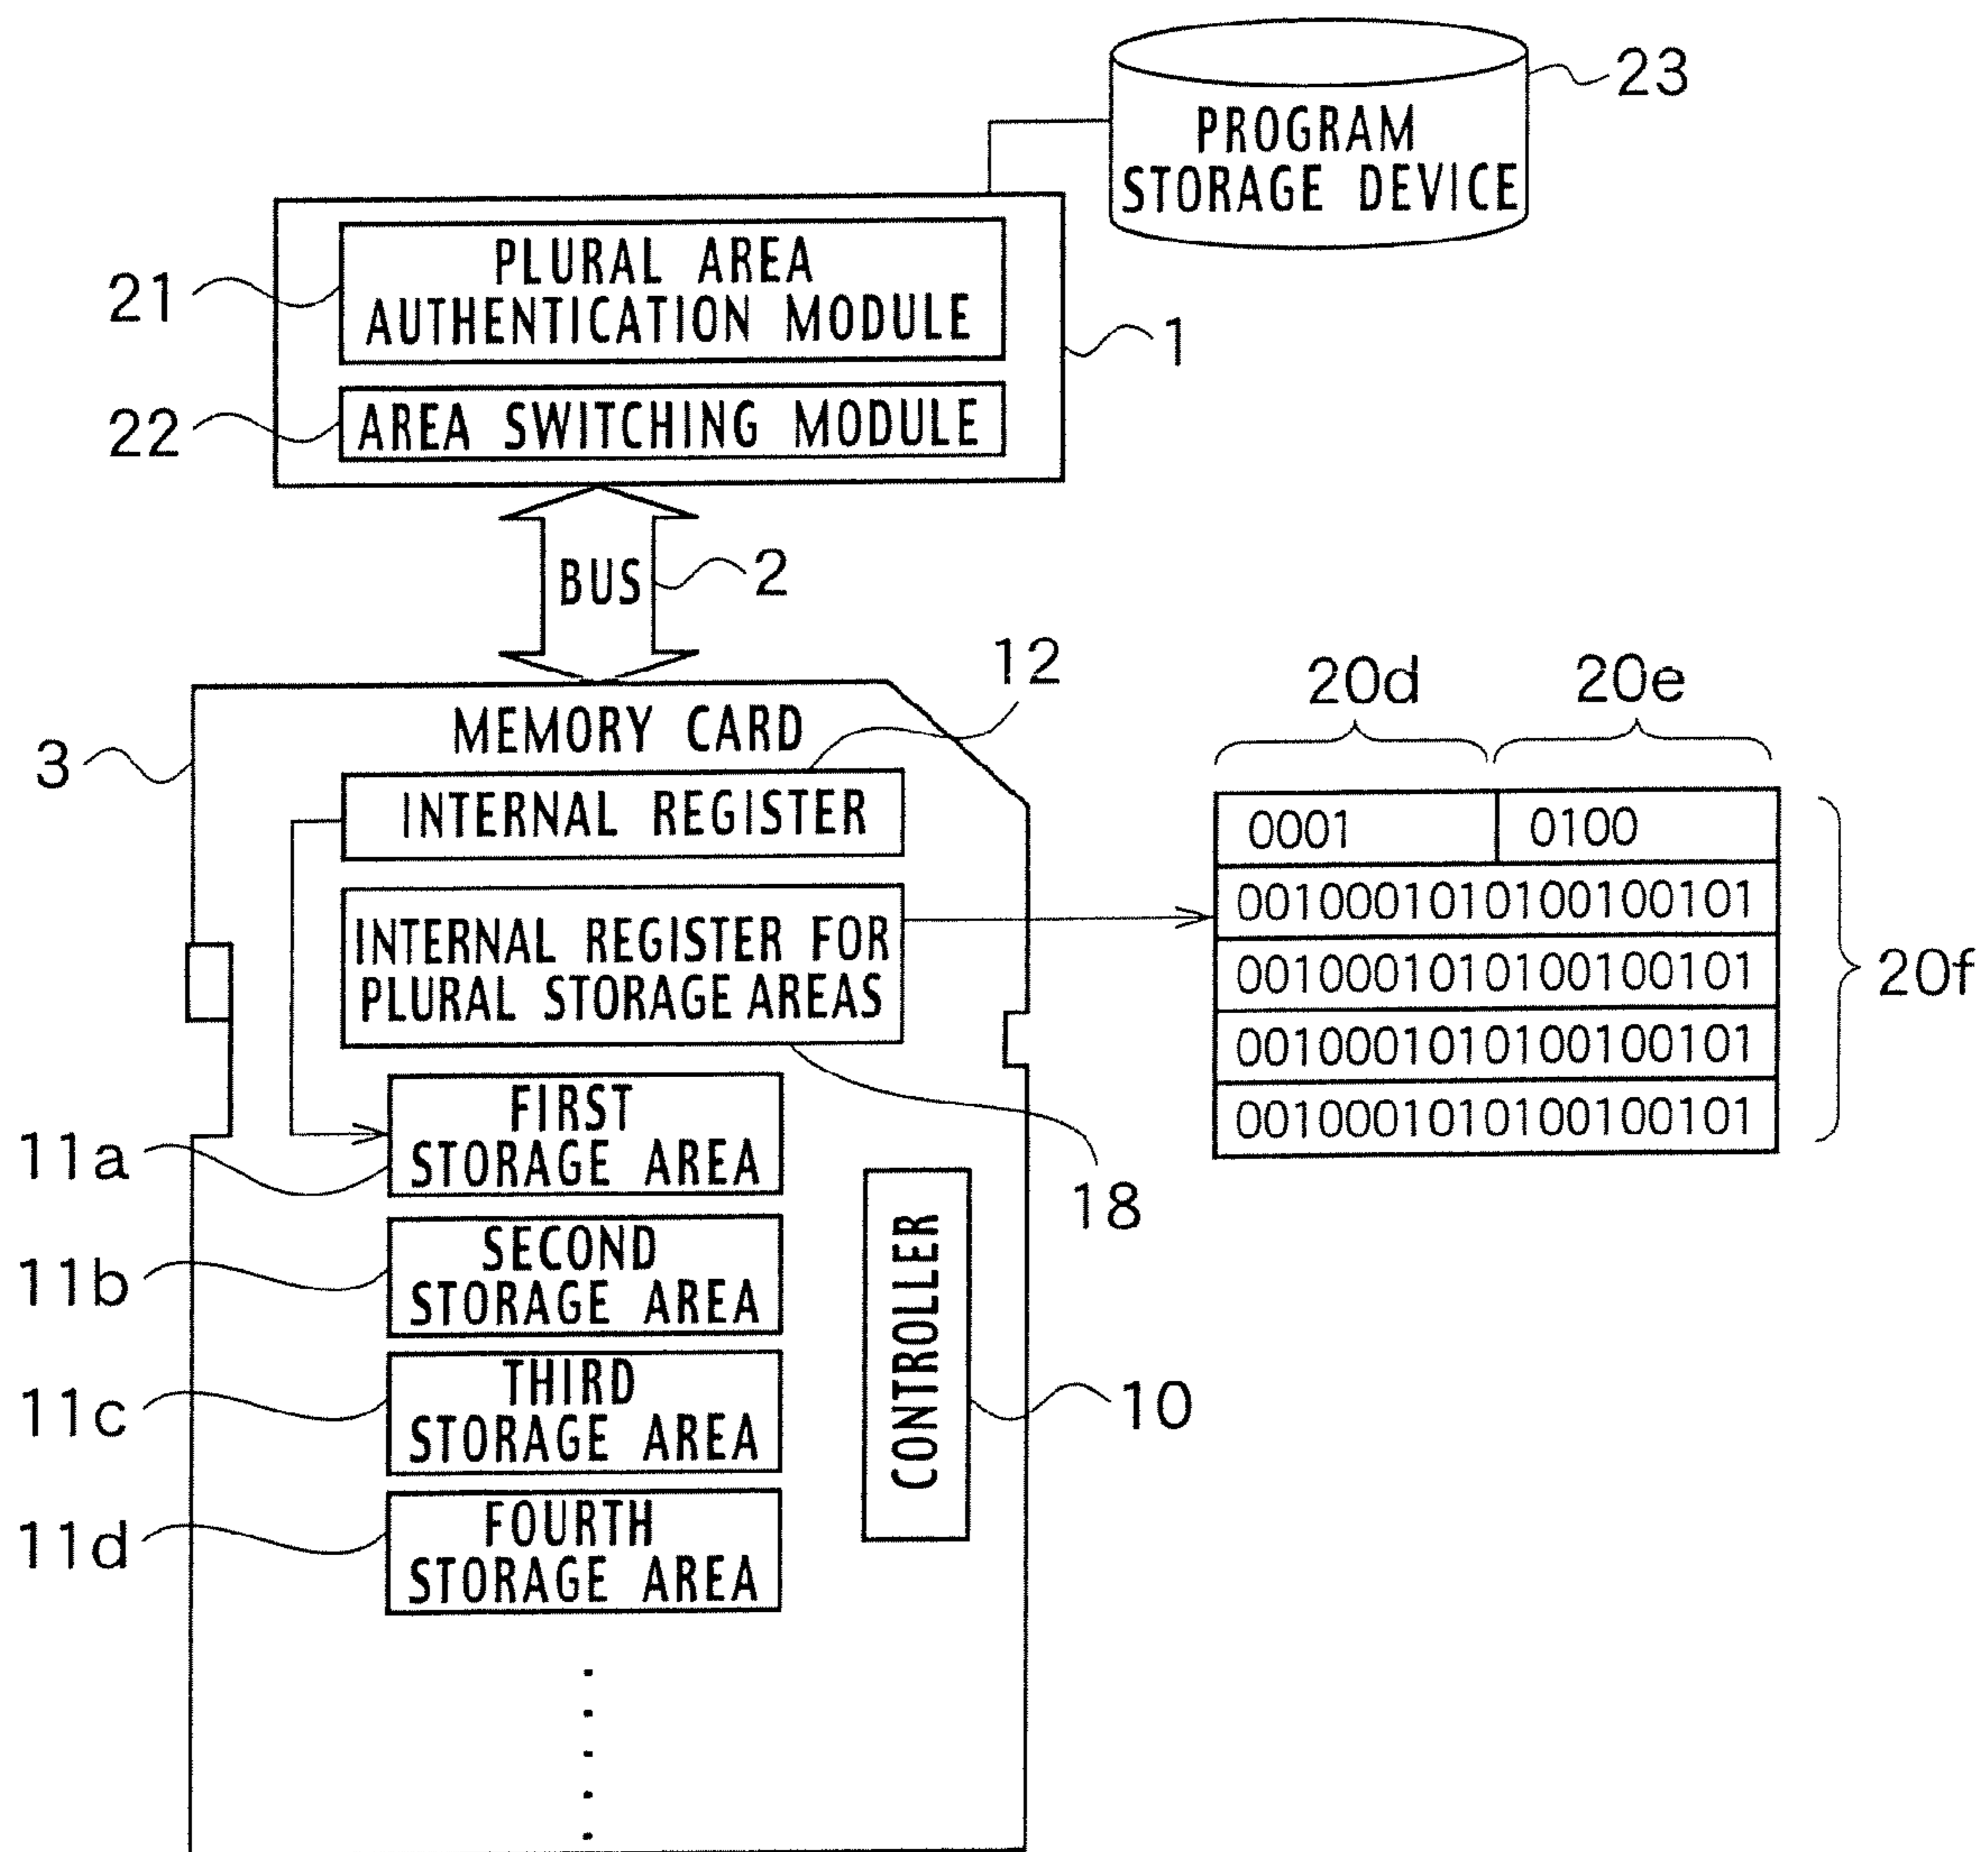 23
PROGRAM
STORAGE DEVICE
21
PLURAL AREA
AUTHENTICATION MODULE
1
22
AREA SWITCHING MODULE
BUS
2
12
3
MEMORY CARD
INTERNAL REGISTER
INTERNAL REGISTER FOR
PLURAL STORAGE AREAS
20d 20e
0001 0100
0010001010100100101
0010001010100100101
0010001010100100101
0010001010100100101
20f
11a
FIRST
STORAGE AREA
18
11b
SECOND
STORAGE AREA
11c
THIRD
STORAGE AREA
CONTROLLER
10
11d
FOURTH
STORAGE AREA